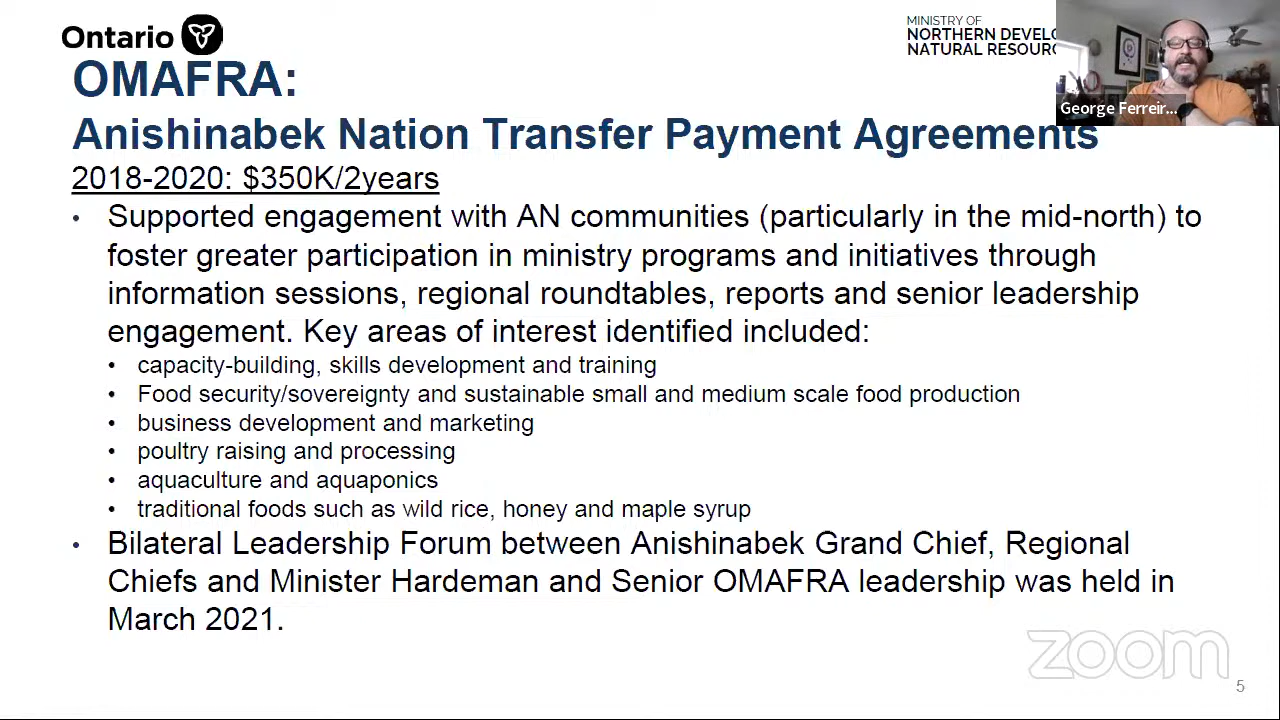 Ontario
MINISTRY OF
NORTHERN DEVELO
NATURAL RESOURC
OMAFRA:
George Ferreir...
Anishinabek Nation Transfer Payment Agreements
2018-2020: $350K/2years
• Supported engagement with AN communities (particularly in the mid-north) to
foster greater participation in ministry programs and initiatives through
information sessions, regional roundtables, reports and senior leadership
engagement. Key areas of interest identified included:
• capacity-building, skills development and training
• Food security/sovereignty and sustainable small and medium scale food production
• business development and marketing
• poultry raising and processing
• aquaculture and aquaponics
• traditional foods such as wild rice, honey and maple syrup
• Bilateral Leadership Forum between Anishinabek Grand Chief, Regional
Chiefs and Minister Hardeman and Senior OMAFRA leadership was held in
March 2021.
zoom
5